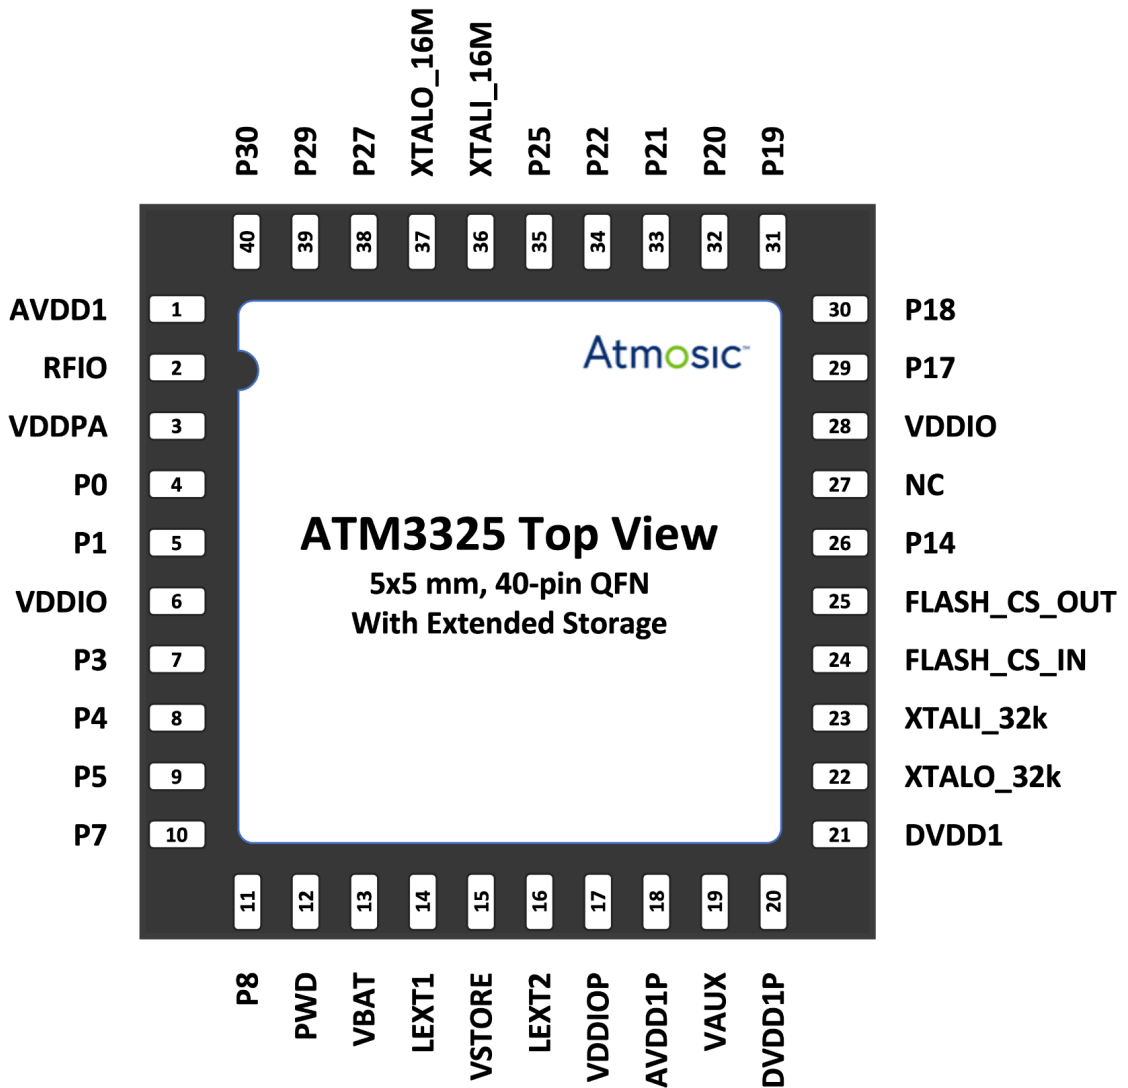 P30
P29
P27
XTALO_16M
XTALI_16M
P25
P22
P21
P20
P19
40
39
38
37
36
35
34
33
32
31
AVDD1 1
RFIO 2
VDDPA 3
P0 4
P1 5
VDDIO 6
P3 7
P4 8
P5 9
P7 10
Atmosic™
ATM3325 Top View
5x5 mm, 40-pin QFN
With Extended Storage
30 P18
29 P17
28 VDDIO
27 NC
26 P14
25 FLASH_CS_OUT
24 FLASH_CS_IN
23 XTALI_32k
22 XTALO_32k
21 DVDD1
11
12
13
14
15
16
17
18
19
20
P8
PWD
VBAT
LEXT1
VSTORE
LEXT2
VDDIOP
AVDD1P
VAUX
DVDD1P